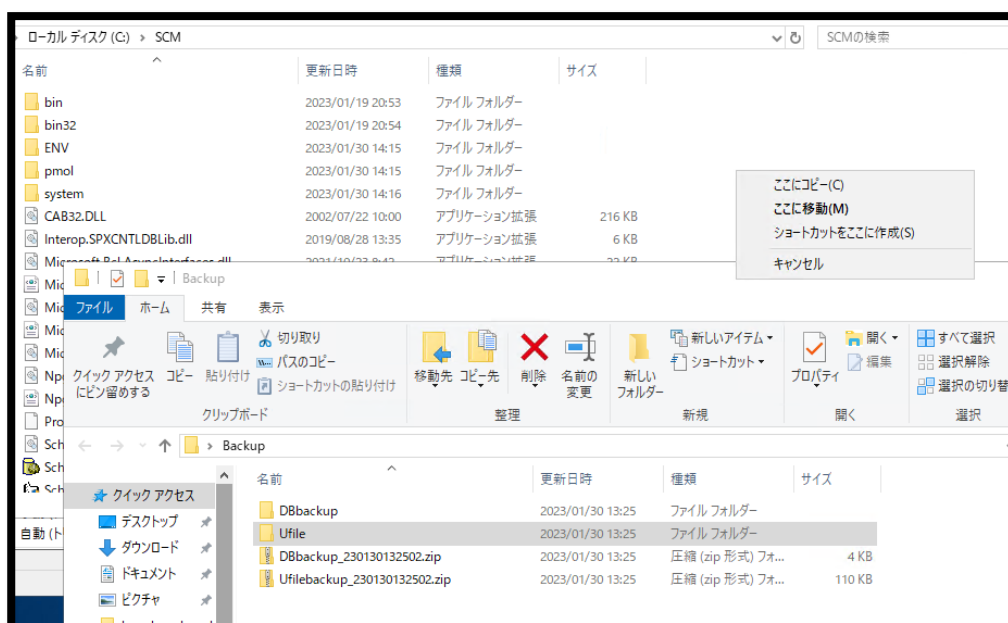 ローカル ディスク (C:) › SCM
SCMの検索
名前 更新日時 種類 サイズ
bin 2023/01/19 20:53 ファイル フォルダー
bin32 2023/01/19 20:54 ファイル フォルダー
ENV 2023/01/30 14:15 ファイル フォルダー
pmol 2023/01/30 14:15 ファイル フォルダー
system 2023/01/30 14:16 ファイル フォルダー
CAB32.DLL 2002/07/22 10:00 アプリケーション拡張 216 KB
Interop.SPXCNTLDBLib.dll 2019/08/28 13:35 アプリケーション拡張 6 KB
ここにコピー(C)
ここに移動(M)
ショートカットをここに作成(S)
キャンセル
Mic
Mic
Mic
Mic
Npe
Npe
Pro
Sch
Sch
自動 (ト
Backup
ファイル ホーム 共有 表示
クイック アクセス
にピン留めする
コピー
貼り付け
切り取り
パスのコピー
ショートカットの貼り付け
クリップボード
移動先 コピー先 削除 名前の
変更
整理
新しい
フォルダー
新しいアイテム
ショートカット
新規
プロパティ
開く
編集
開く
すべて選択
選択解除
選択の切り替
選択
› Backup
名前 更新日時 種類 サイズ
クイック アクセス
デスクトップ
ダウンロード
ドキュメント
ピクチャ
DBbackup 2023/01/30 13:25 ファイル フォルダー
Ufile 2023/01/30 13:25 ファイル フォルダー
DBbackup_230130132502.zip 2023/01/30 13:25 圧縮 (zip 形式) フォ... 4 KB
Ufilebackup_230130132502.zip 2023/01/30 13:25 圧縮 (zip 形式) フォ... 110 KB